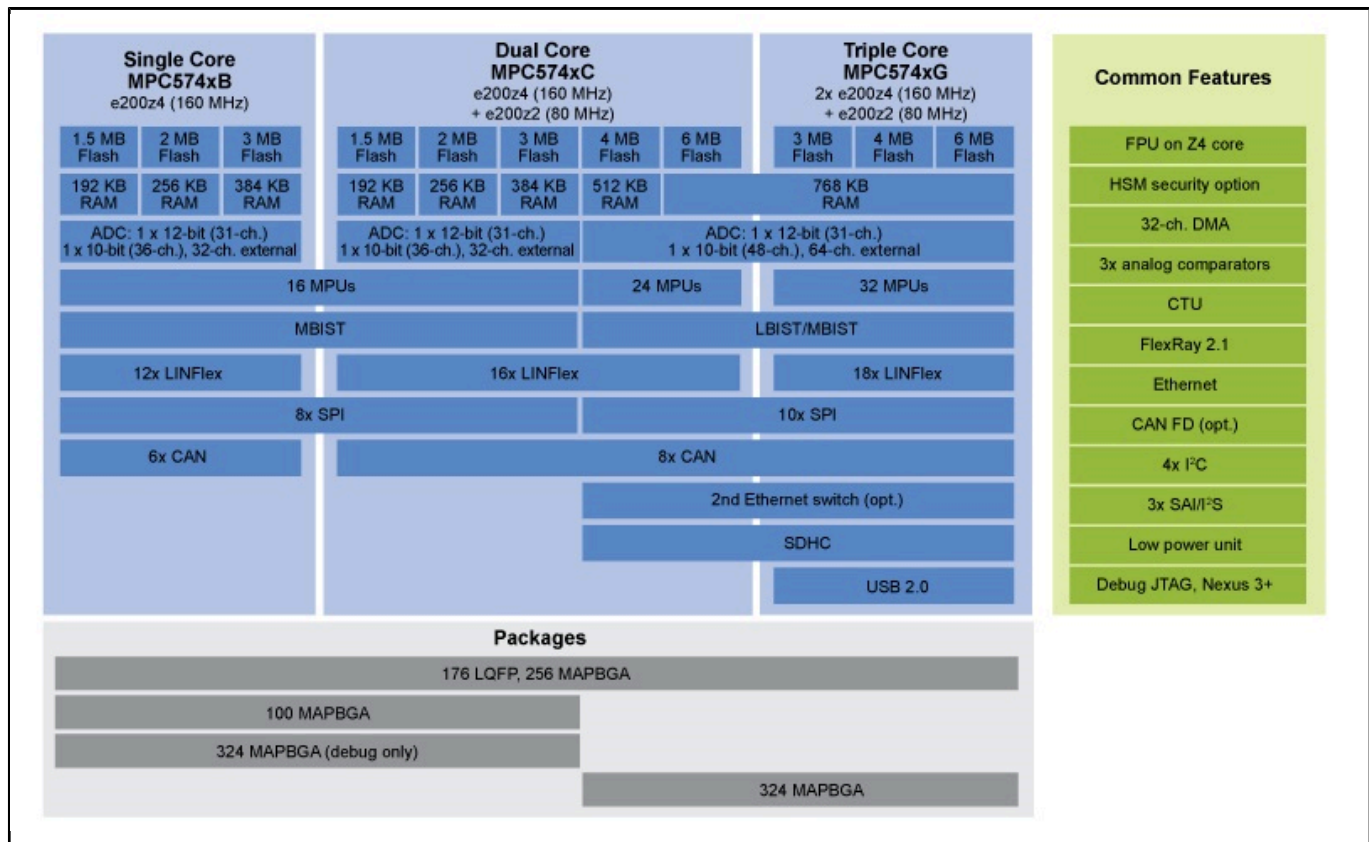 Single Core
MPC574xB
e200z4 (160 MHz)
Dual Core
MPC574xC
e200z4 (160 MHz)
+ e200z2 (80 MHz)
Triple Core
MPC574xG
2x e200z4 (160 MHz)
+ e200z2 (80 MHz)
1.5 MB
Flash
2 MB
Flash
3 MB
Flash
1.5 MB
Flash
2 MB
Flash
3 MB
Flash
4 MB
Flash
6 MB
Flash
3 MB
Flash
4 MB
Flash
6 MB
Flash
192 KB
RAM
256 KB
RAM
384 KB
RAM
192 KB
RAM
256 KB
RAM
384 KB
RAM
512 KB
RAM
768 KB
RAM
ADC: 1 x 12-bit (31-ch.)
1 x 10-bit (36-ch.), 32-ch. external
ADC: 1 x 12-bit (31-ch.)
1 x 10-bit (36-ch.), 32-ch. external
ADC: 1 x 12-bit (31-ch.)
1 x 10-bit (48-ch.), 64-ch. external
16 MPUs
24 MPUs
32 MPUs
MBIST
LBIST/MBIST
12x LINFlex
16x LINFlex
18x LINFlex
8x SPI
10x SPI
6x CAN
8x CAN
2nd Ethernet switch (opt.)
SDHC
USB 2.0
Common Features
FPU on Z4 core
HSM security option
32-ch. DMA
3x analog comparators
CTU
FlexRay 2.1
Ethernet
CAN FD (opt.)
4x I²C
3x SAI/I²S
Low power unit
Debug JTAG, Nexus 3+
Packages
176 LQFP, 256 MAPBGA
100 MAPBGA
324 MAPBGA (debug only)
324 MAPBGA